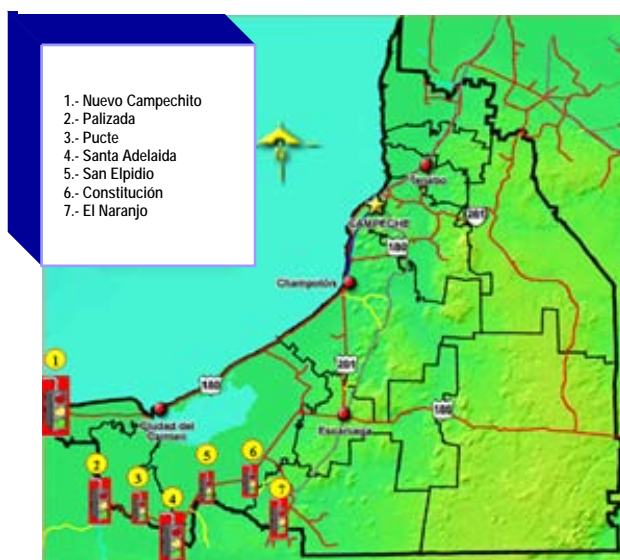 1.- Nuevo Campechito
2.- Palizada
3.- Pucte
4.- Santa Adelaida
5.- San Elpidio
6.- Constitución
7.- El Naranjo
Tenabo
CAMPECHE
261
180
Champotón
1
180
261
Ciudad del
Carmen
Escárcega
186
2
3
4
5
6
7